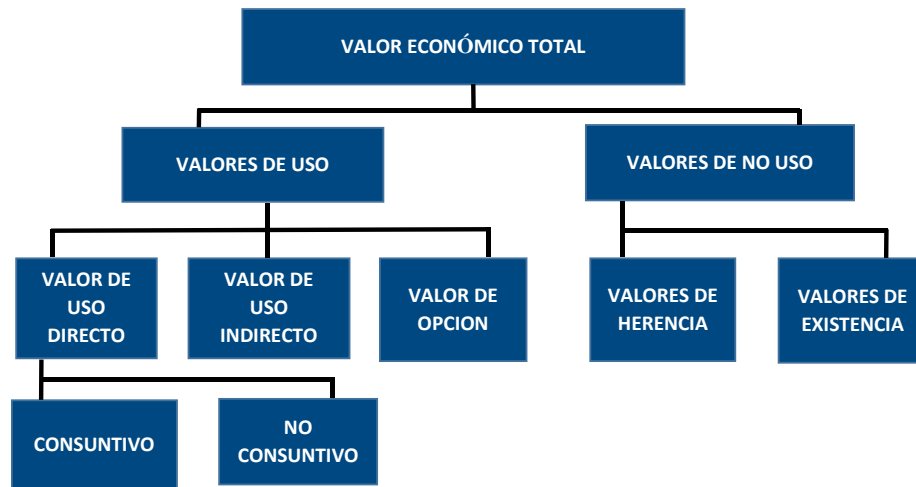 VALOR ECONÓMICO TOTAL
VALORES DE USO
VALORES DE NO USO
VALOR DE
USO
DIRECTO
VALOR DE
USO
INDIRECTO
VALOR DE
OPCION
VALORES DE
HERENCIA
VALORES DE
EXISTENCIA
CONSUNTIVO
NO
CONSUNTIVO